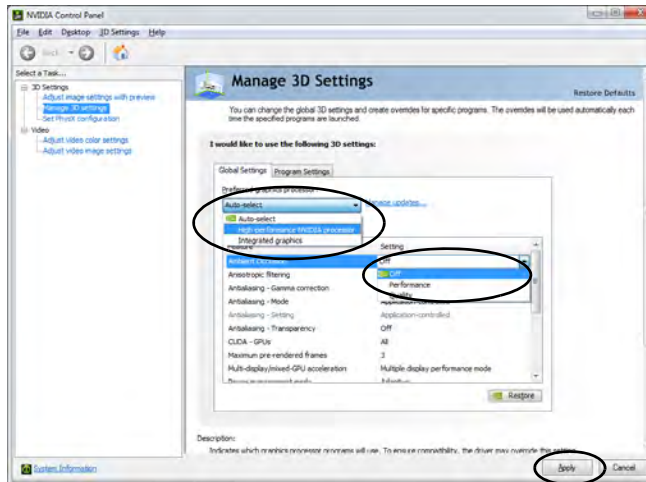 NVIDIA Control Panel
File Edit Desktop 3D Settings Help
Back
Select a Task...
3D Settings
Adjust image settings with preview
Manage 3D settings
Set PhysX configuration
Video
Adjust video color settings
Adjust video image settings
Manage 3D Settings
Restore Defaults
You can change the global 3D settings and create overrides for specific programs. The overrides will be used automatically each
time the specified programs are launched.
I would like to use the following 3D settings:
Global Settings Program Settings
Preferred graphics processor:
Auto-select Manage updates...
Auto-select
High-performance NVIDIA processor
Integrated graphics
Feature Setting
Ambient Occlusion Off
Anisotropic filtering Off
Antialiasing - Gamma correction Performance
Antialiasing - Mode Quality
Antialiasing - Setting Application-controlled
Antialiasing - Transparency Off
CUDA - GPUs All
Maximum pre-rendered frames 3
Multi-display/mixed-GPU acceleration Multiple display performance mode
Restore
Description:
Indicates which graphics processor programs will use. To ensure compatibility, the driver may override this setting.
System Information
Apply Cancel